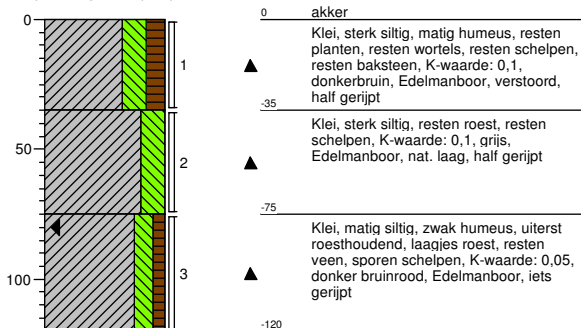 0
akker
Klei, sterk siltig, matig humeus, resten
planten, resten wortels, resten schelpen,
resten baksteen, K-waarde: 0,1,
donkerbruin, Edelmanboor, verstoord,
half gerijpt
1
-35
Klei, sterk siltig, resten roest, resten
schelpen, K-waarde: 0,1, grijs,
Edelmanboor, nat. laag, half gerijpt
50
2
-75
Klei, matig siltig, zwak humeus, uiterst
roesthoudend, laagjes roest, resten
veen, sporen schelpen, K-waarde: 0,05,
donker bruinrood, Edelmanboor, iets
gerijpt
100
3
-120
0